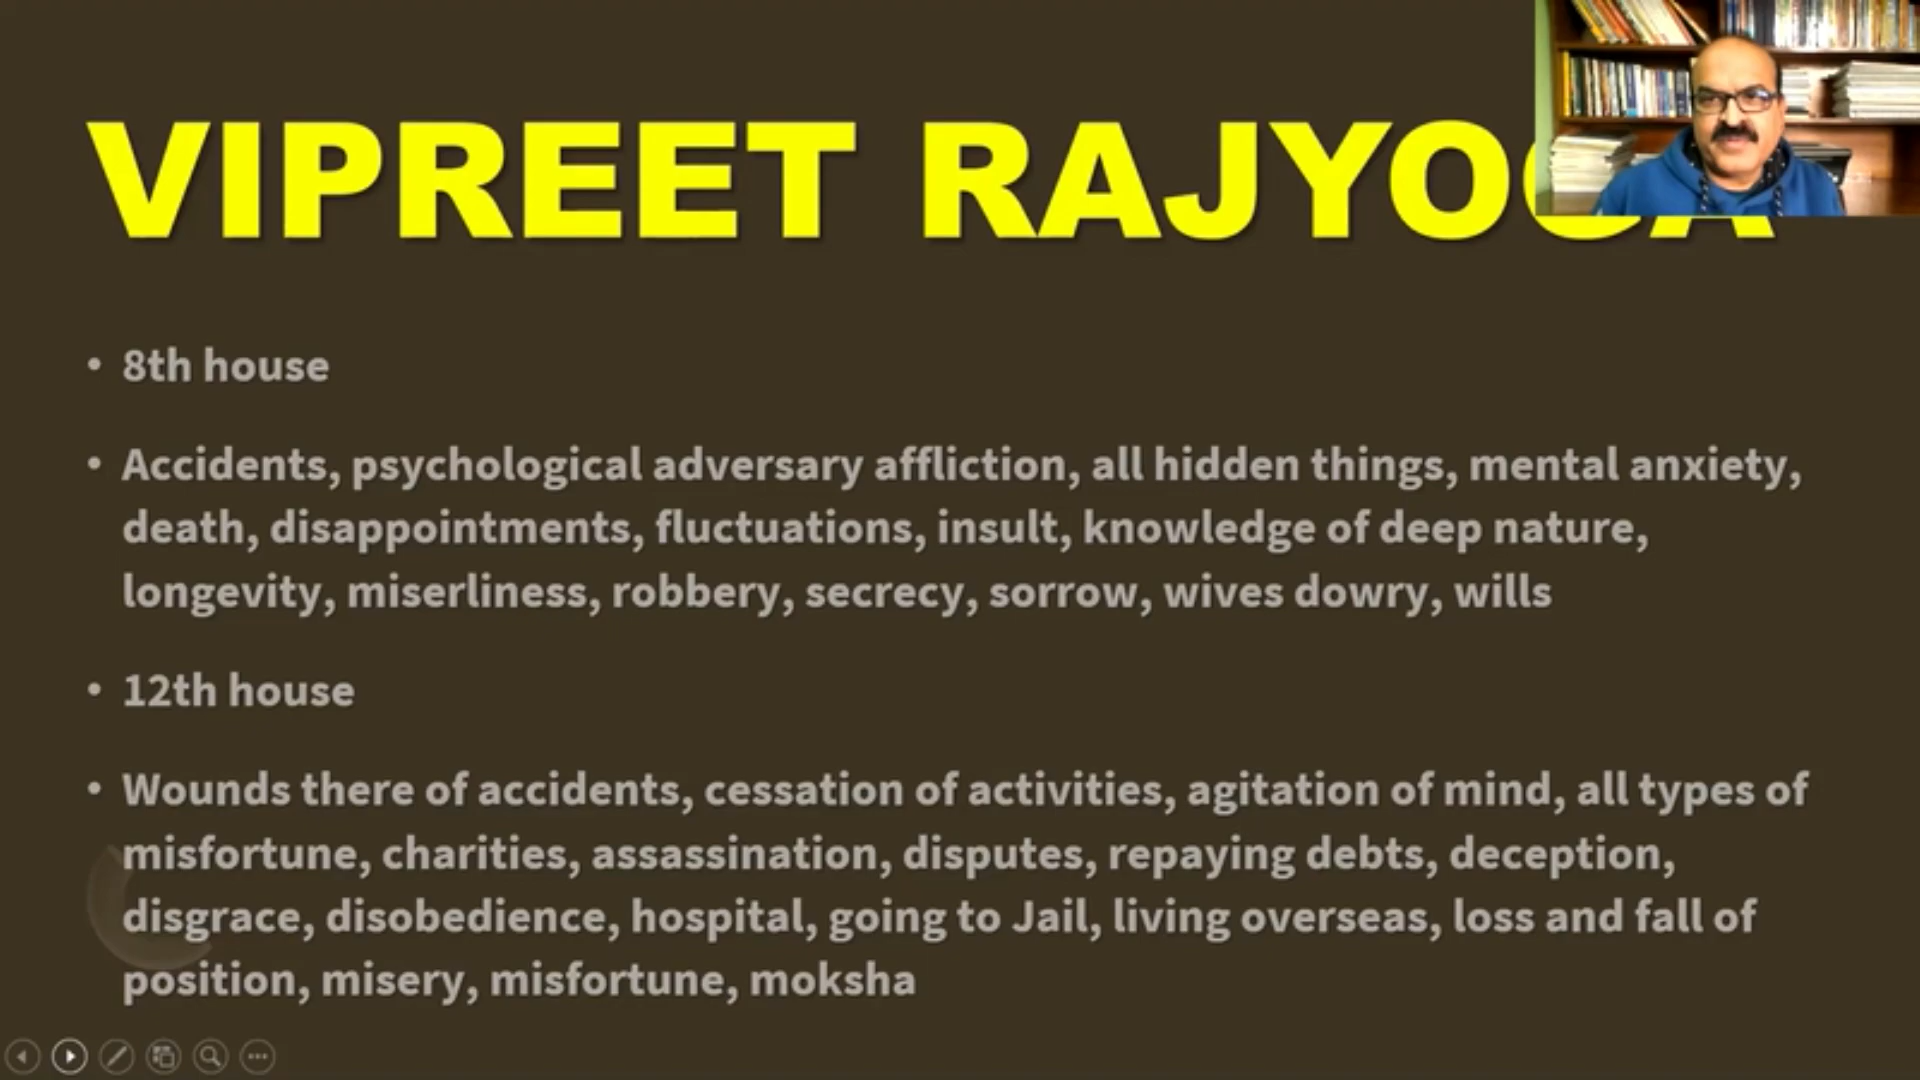 VIPREET RAJYOGA
• 8th house
• Accidents, psychological adversary affliction, all hidden things, mental anxiety,
death, disappointments, fluctuations, insult, knowledge of deep nature,
longevity, miserliness, robbery, secrecy, sorrow, wives dowry, wills
• 12th house
• Wounds there of accidents, cessation of activities, agitation of mind, all types of
misfortune, charities, assassination, disputes, repaying debts, deception,
disgrace, disobedience, hospital, going to Jail, living overseas, loss and fall of
position, misery, misfortune, moksha